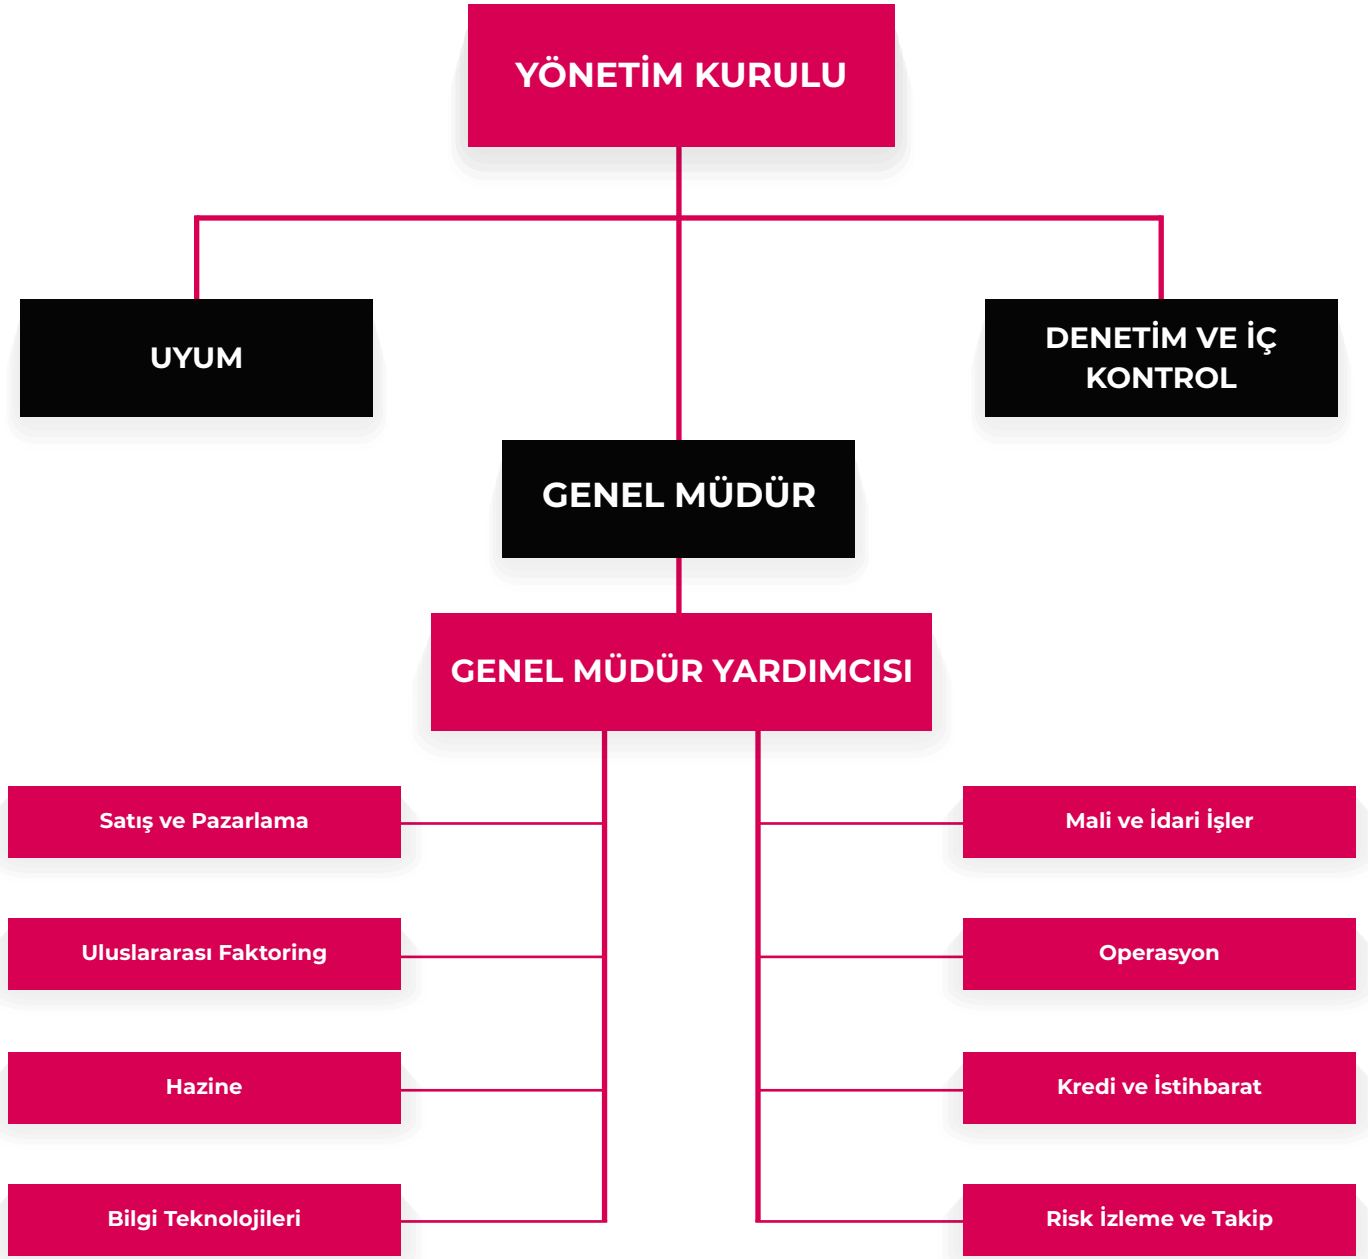 YÖNETİM KURULU
UYUM
DENETİM VE İÇ
KONTROL
GENEL MÜDÜR
GENEL MÜDÜR YARDIMCISI
Satış ve Pazarlama
Mali ve İdari İşler
Uluslararası Faktoring
Operasyon
Hazine
Kredi ve İstihbarat
Bilgi Teknolojileri
Risk İzleme ve Takip